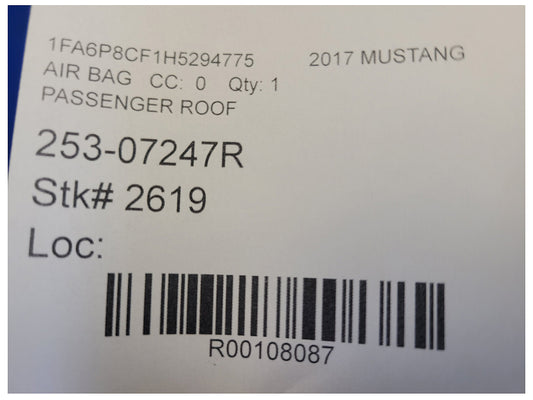 1FA6P8CF1H5294775 2017 MUSTANG
AIR BAG CC: 0 Qty: 1
PASSENGER ROOF
253-07247R
Stk# 2619
Loc:
R00108087